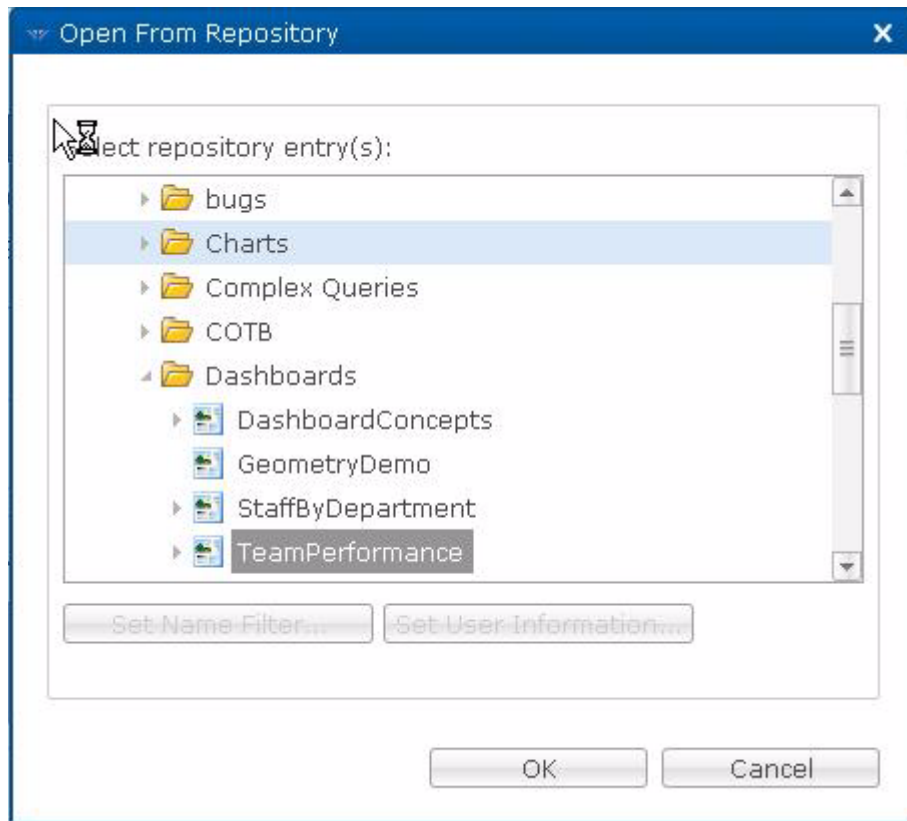 Open From Repository
lect repository entry(s):
bugs
Charts
Complex Queries
COTB
Dashboards
DashboardConcepts
GeometryDemo
StaffByDepartment
TeamPerformance
Set Name Filter... Set User Information...
OK Cancel